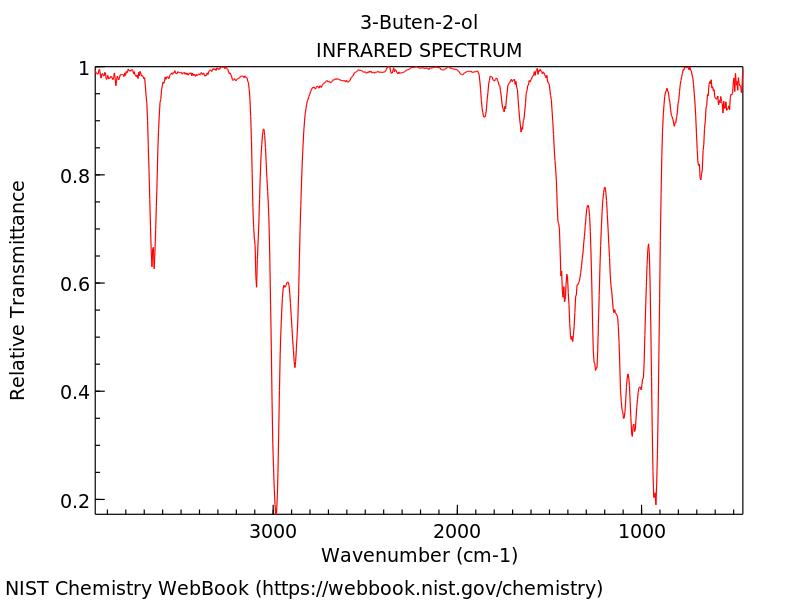 3-Buten-2-ol
INFRARED SPECTRUM
1
0.8
0.6
0.4
0.2
Relative Transmittance
3000 2000 1000
Wavenumber (cm-1)
NIST Chemistry WebBook (https://webbook.nist.gov/chemistry)